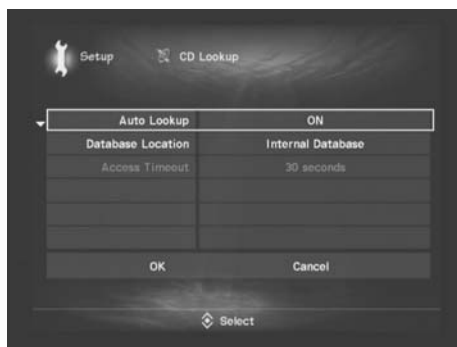 Setup CD Lookup
Auto Lookup ON
Database Location Internal Database
Access Timeout 30 seconds
OK Cancel
Select